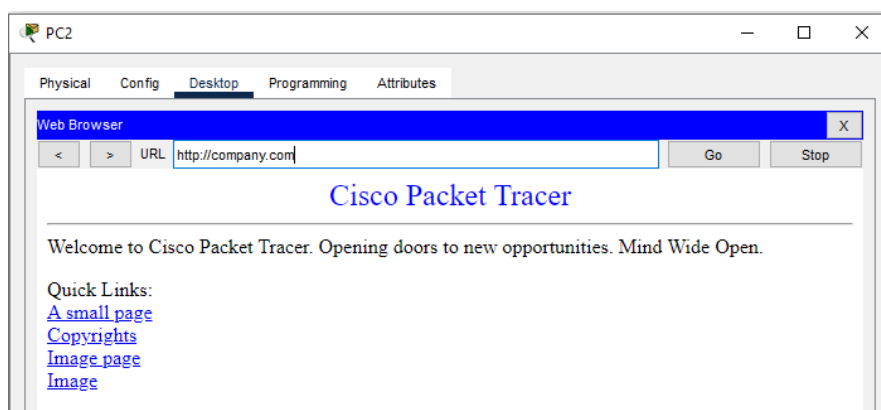 PC2
Physical Config Desktop Programming Attributes
Web Browser X
< > URL http://company.com Go Stop
Cisco Packet Tracer
Welcome to Cisco Packet Tracer. Opening doors to new opportunities. Mind Wide Open.
Quick Links:
A small page
Copyrights
Image page
Image